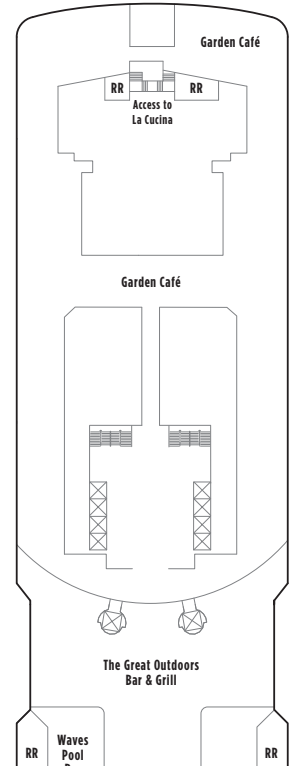 Garden Café
RR
RR
Access to
La Cucina
Garden Café
The Great Outdoors
Bar & Grill
RR
Waves
Pool
RR